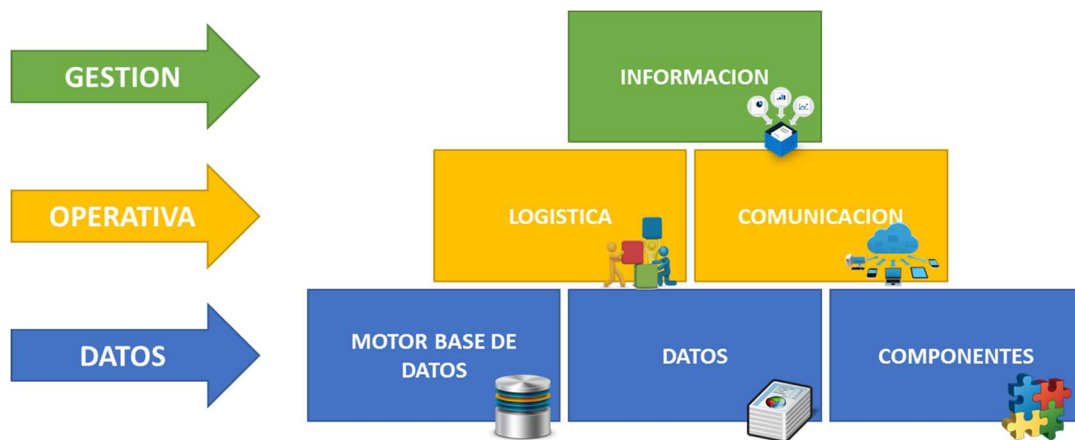 GESTION
INFORMACION
OPERATIVA
LOGISTICA
COMUNICACION
DATOS
MOTOR BASE DE
DATOS
DATOS
COMPONENTES